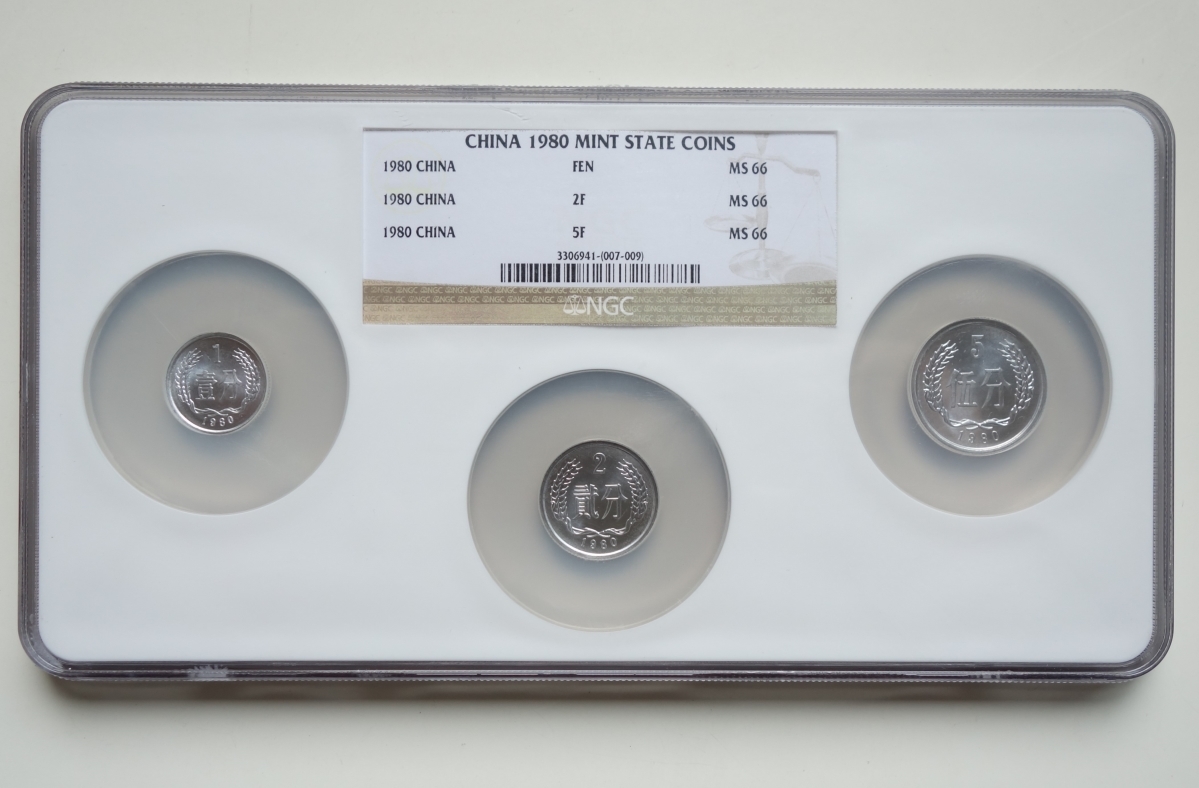 CHINA 1980 MINT STATE COINS
1980 CHINA FEN MS 66
1980 CHINA 2F MS 66
1980 CHINA 5F MS 66
3306941-(007-009)
NGC
1
壹分
1980
2
贰分
1980
5
伍分
1980